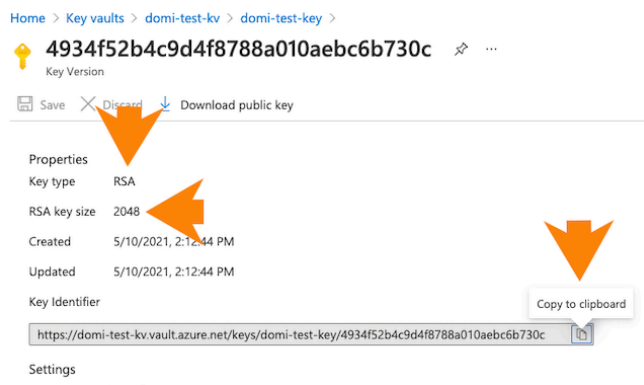 Home > Key vaults > domi-test-kv > domi-test-key >
4934f52b4c9d4f8788a010aebc6b730c ...
Key Version
Save Discard Download public key
Properties
Key type RSA
RSA key size 2048
Created 5/10/2021, 2:12:44 PM
Updated 5/10/2021, 2:12:44 PM
Key Identifier
Copy to clipboard
https://domi-test-kv.vault.azure.net/keys/domi-test-key/4934f52b4c9d4f8788a010aebc6b730c
Settings